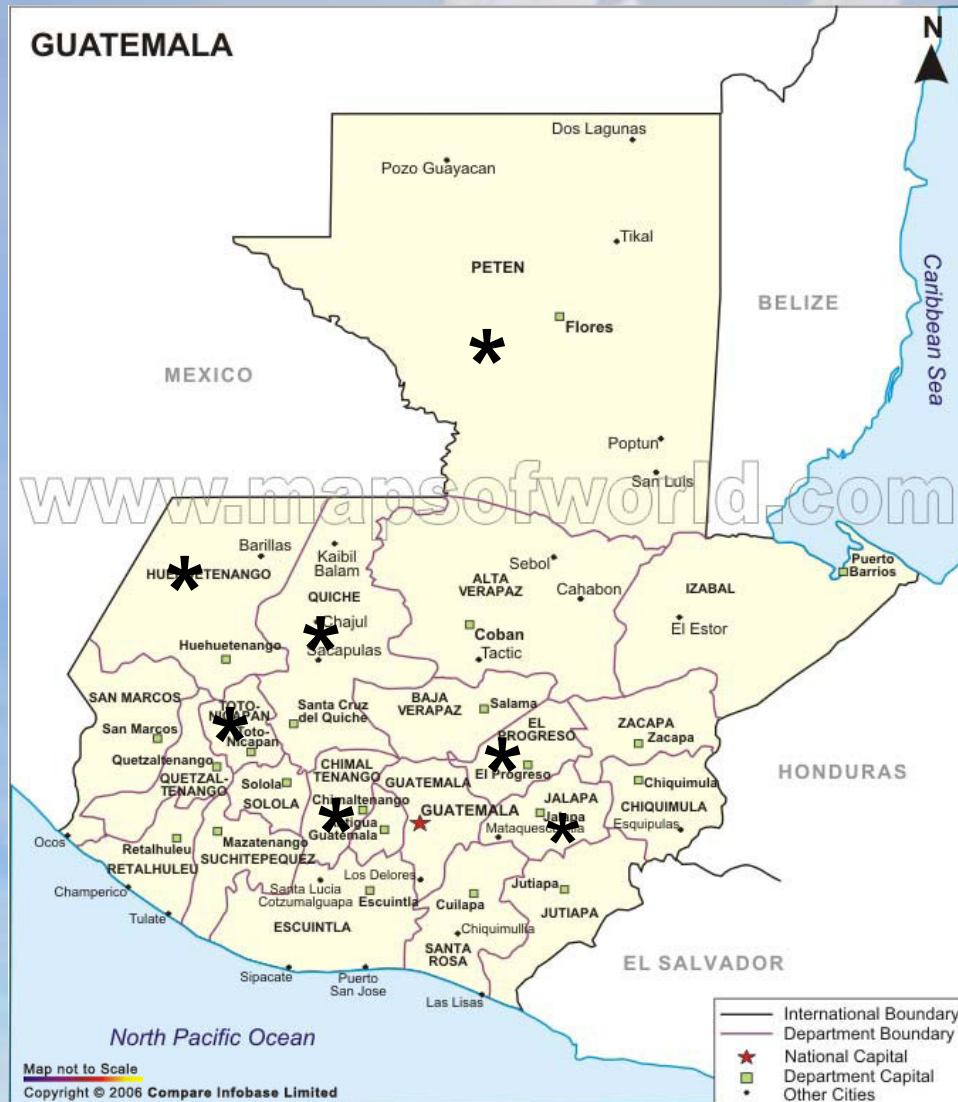 GUATEMALA
N
Dos Lagunas
Pozo Guayacan
Tikal
PETEN
Flores
BELIZE
Caribbean Sea
MEXICO
Poptun
San Luis
www.mapsofworld.com
Barillas
Kaibil
Balam
Sebol
Puerto
Barrios
ALTA
VERAPAZ
IZABAL
QUICHE
Cahabon
Chajul
El Estor
Coban
Huehuetenango
Sacapulas
Tactic
SAN MARCOS
BAJA
VERAPAZ
Salama
Santa Cruz
del Quiche
EL
PROGRESO
ZACAPA
Zacapa
San Marcos
Quetzaltenango
CHIMAL
TENANGO
El Progreso
HONDURAS
QUETZAL-
TENANGO
Solola
SOLOLA
GUATEMALA
Chiquimula
JALAPA
CHIQUIMULA
Chimaltenango
GUATEMALA
Guatemala
Esquipulas
Ocos
Retalhuleu
RETALHULEU
Mazatenango
SUCHITEPEQUEZ
Los Delores
Champerico
Santa Lucia
Cotzumalguapa
Escuintla
Cuilapa
Jutiapa
JUTIAPA
Tulate
ESCUINTLA
Chiquimullia
SANTA
ROSA
EL SALVADOR
Sipacate
Puerto
San Jose
Las Lisas
North Pacific Ocean
International Boundary
Department Boundary
National Capital
Department Capital
Other Cities
Map not to Scale
Copyright © 2006 Compare Infobase Limited